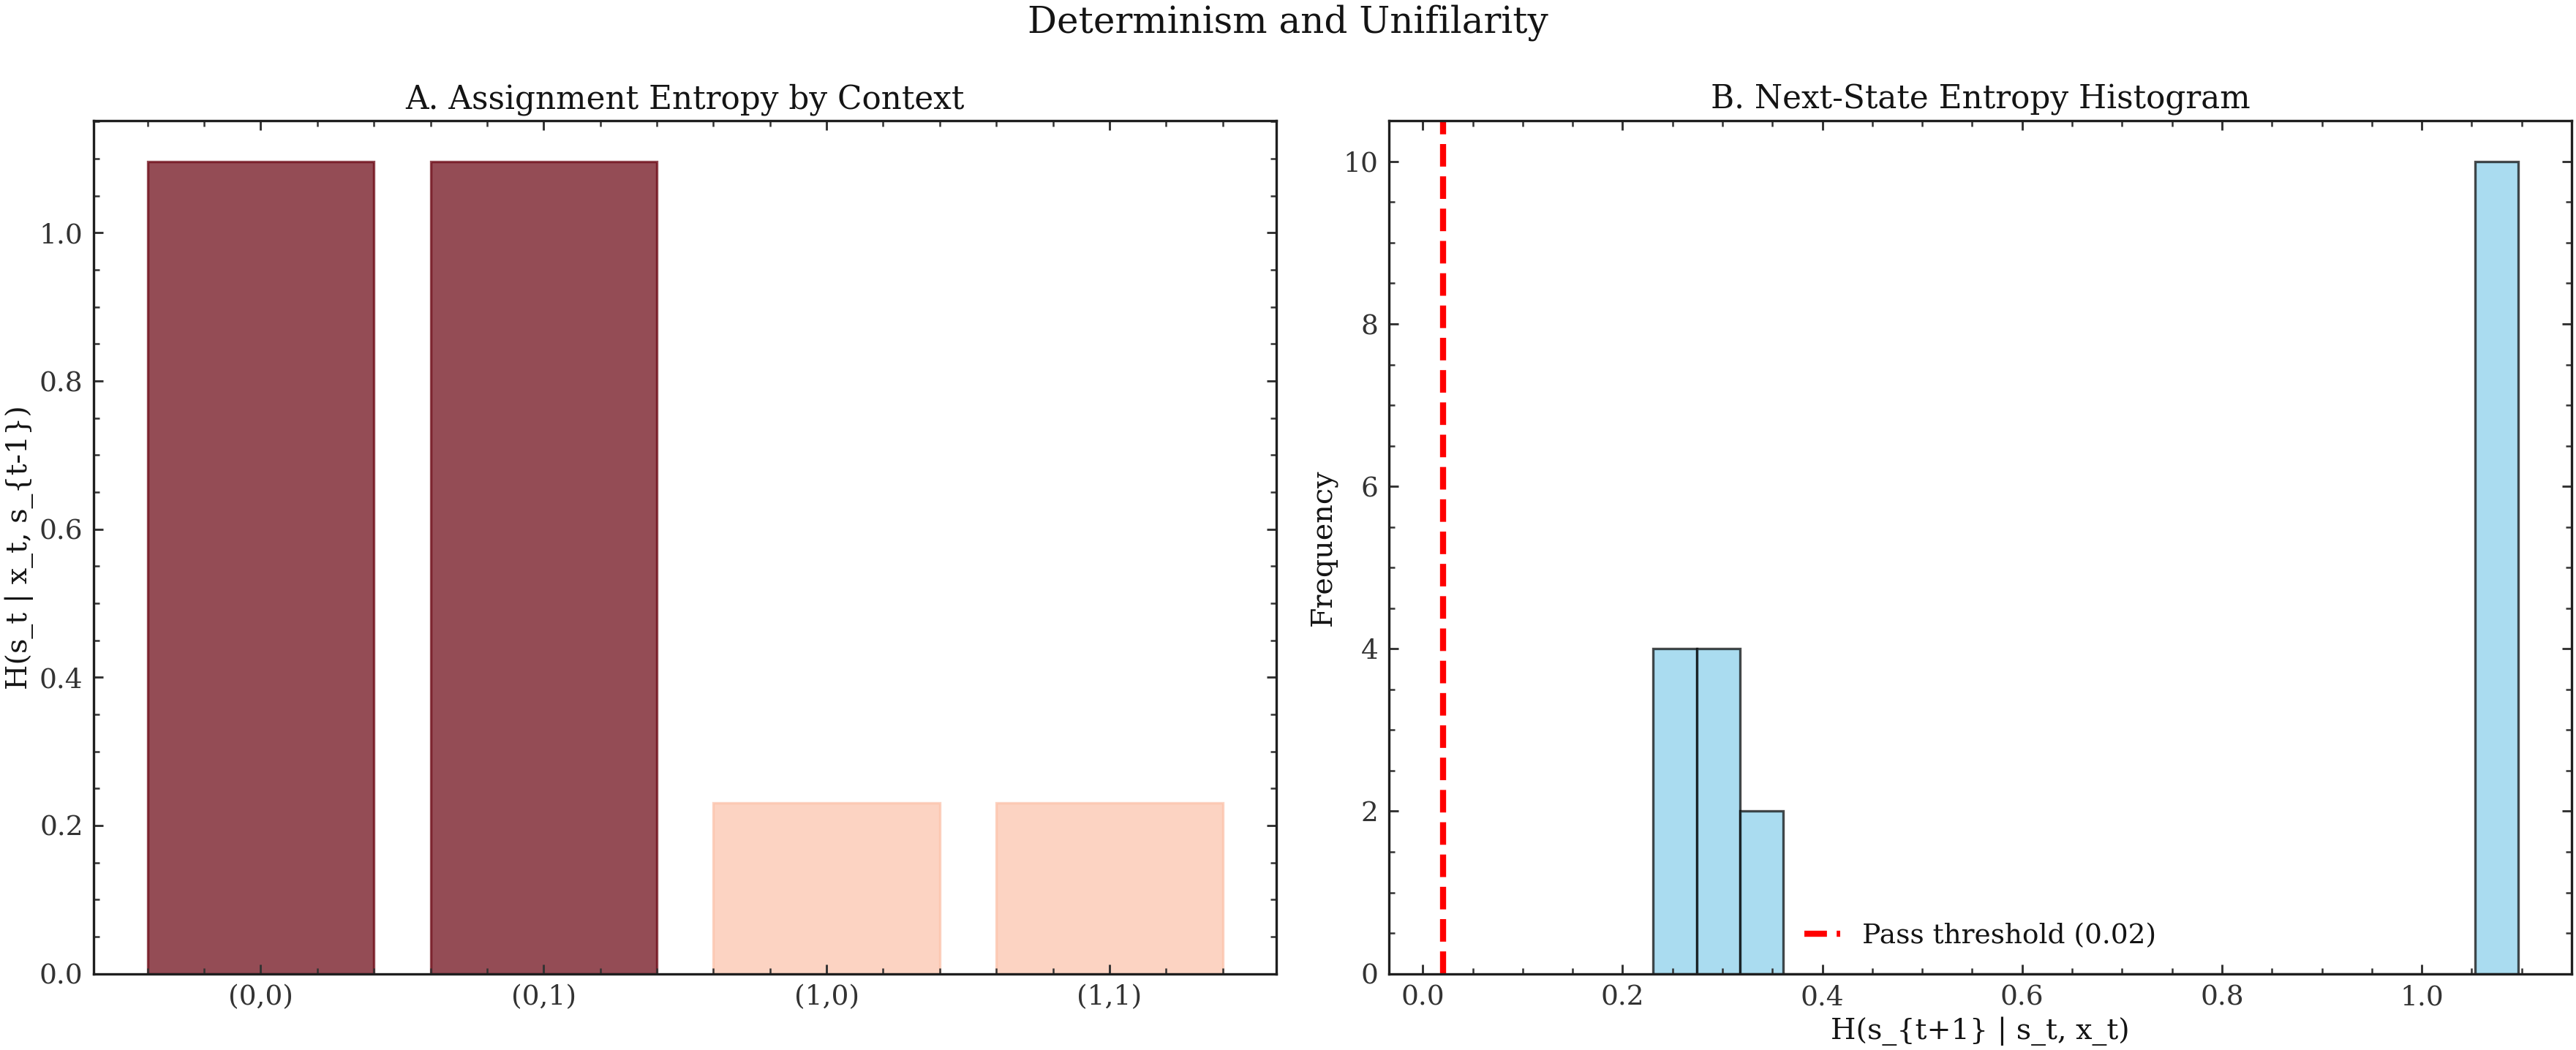 Determinism and Unifilarity
A. Assignment Entropy by Context
H(s_t | x_t, s_{t-1})
1.0
0.8
0.6
0.4
0.2
0.0
(0,0) (0,1) (1,0) (1,1)
B. Next-State Entropy Histogram
Frequency
10
8
6
4
2
0
Pass threshold (0.02)
0.0 0.2 0.4 0.6 0.8 1.0
H(s_{t+1} | s_t, x_t)